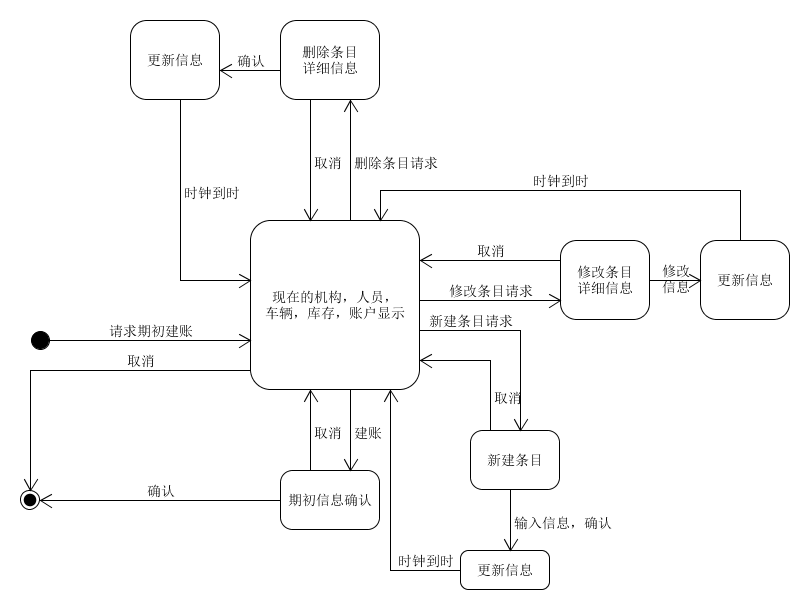 更新信息
确认
删除条目
详细信息
取消
删除条目请求
时钟到时
时钟到时
现在的机构，人员，
车辆，库存，账户显示
取消
修改条目请求
修改条目
详细信息
修改
信息
更新信息
新建条目请求
请求期初建账
取消
取消
新建条目
取消
建账
期初信息确认
确认
输入信息，确认
时钟到时
更新信息